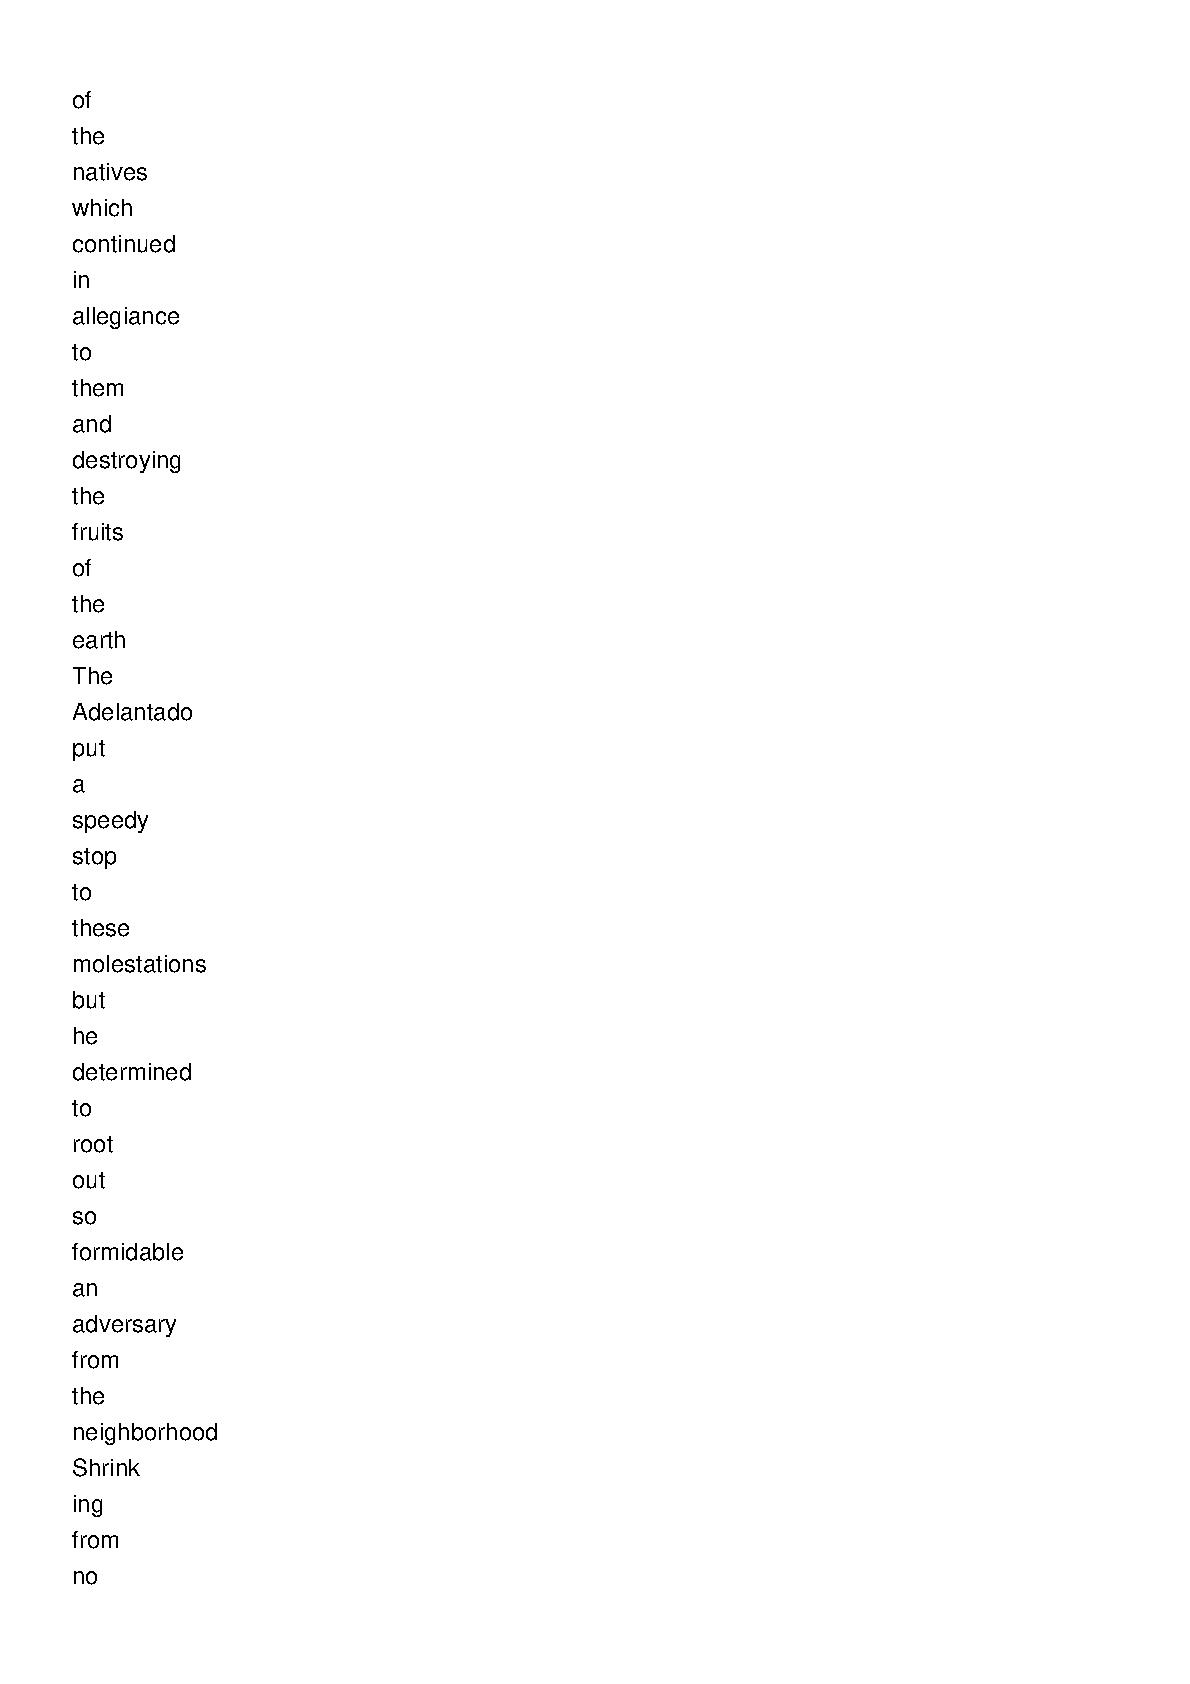 of
the
natives
which
continued
in
allegiance
to
them
and
destroying
the
fruits
of
the
earth
The
Adelantado
put
a
speedy
stop
to
these
molestations
but
he
determined
to
root
out
so
formidable
an
adversary
from
the
neighborhood
Shrink
ing
from
no